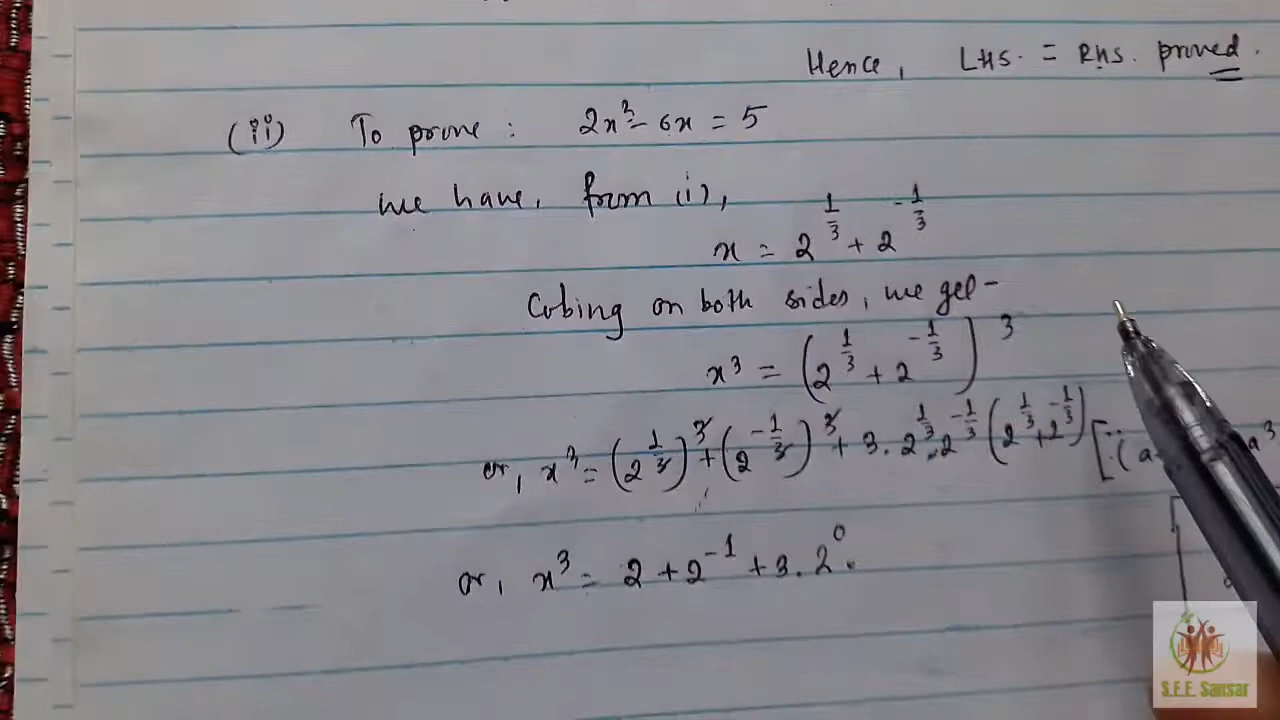 Hence, LHS. = RHS. proved.
(ii) To prove: 2x³ - 6x = 5
we have, from (i),
x = 2^{1/3} + 2^{-1/3}
Cubing on both sides, we get
x³ = (2^{1/3} + 2^{-1/3})³
or, x³ = (2^{1/3})³ + (2^{-1/3})³ + 3.2^{1/3}.2^{-1/3} (2^{1/3} + 2^{-1/3}) [∵ (a a³
or, x³ = 2 + 2^{-1} + 3.2⁰.
S.E.E. Sansar